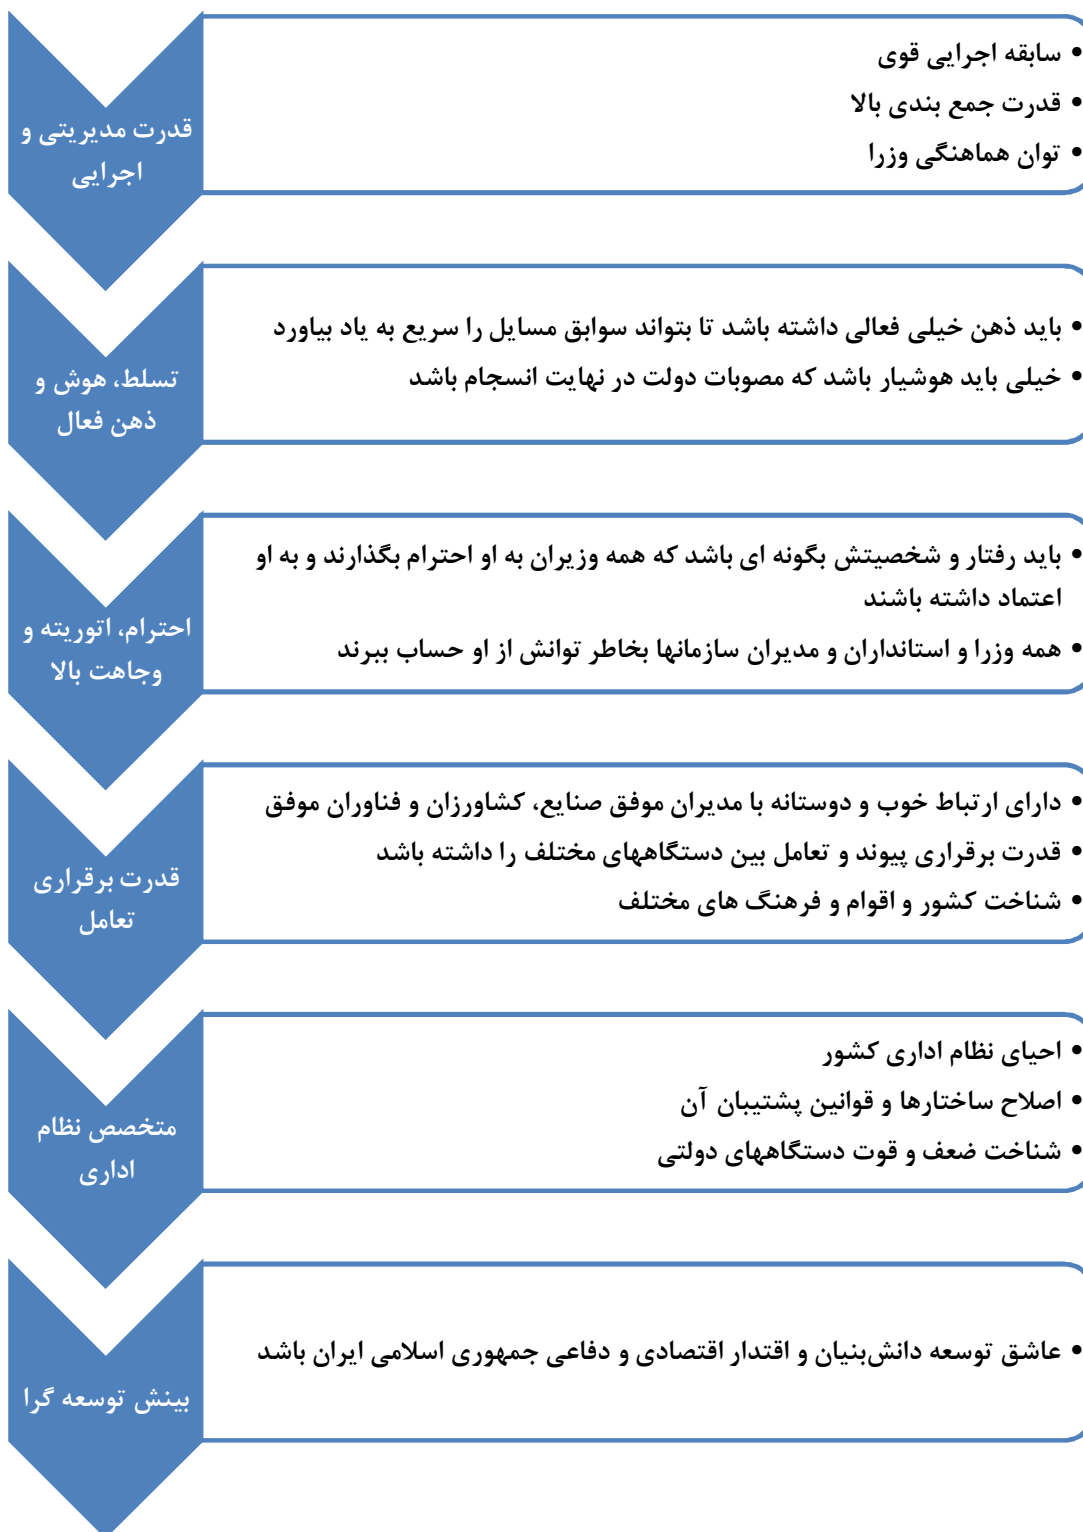 قدرت مدیریتی و
اجرایی
• سابقه اجرایی قوی
• قدرت جمع بندی بالا
• توان هماهنگی وزرا
تسلط، هوش و
ذهن فعال
• باید ذهن خیلی فعالی داشته باشد تا بتواند سوابق مسایل را سریع به یاد بیاورد
• خیلی باید هوشیار باشد که مصوبات دولت در نهایت انسجام باشد
احترام، اتوریته و
وجاهت بالا
• باید رفتار و شخصیتش بگونه ای باشد که همه وزیران به او احترام بگذارند و به او
اعتماد داشته باشند
• همه وزرا و استانداران و مدیران سازمانها بخاطر توانش از او حساب ببرند
قدرت برقراری
تعامل
• دارای ارتباط خوب و دوستانه با مدیران موفق صنایع، کشاورزان و فناوران موفق
• قدرت برقراری پیوند و تعامل بین دستگاههای مختلف را داشته باشد
• شناخت کشور و اقوام و فرهنگ های مختلف
متخصص نظام
اداری
• احیای نظام اداری کشور
• اصلاح ساختارها و قوانین پشتیبان آن
• شناخت ضعف و قوت دستگاههای دولتی
بینش توسعه گرا
• عاشق توسعه دانش‌بنیان و اقتدار اقتصادی و دفاعی جمهوری اسلامی ایران باشد